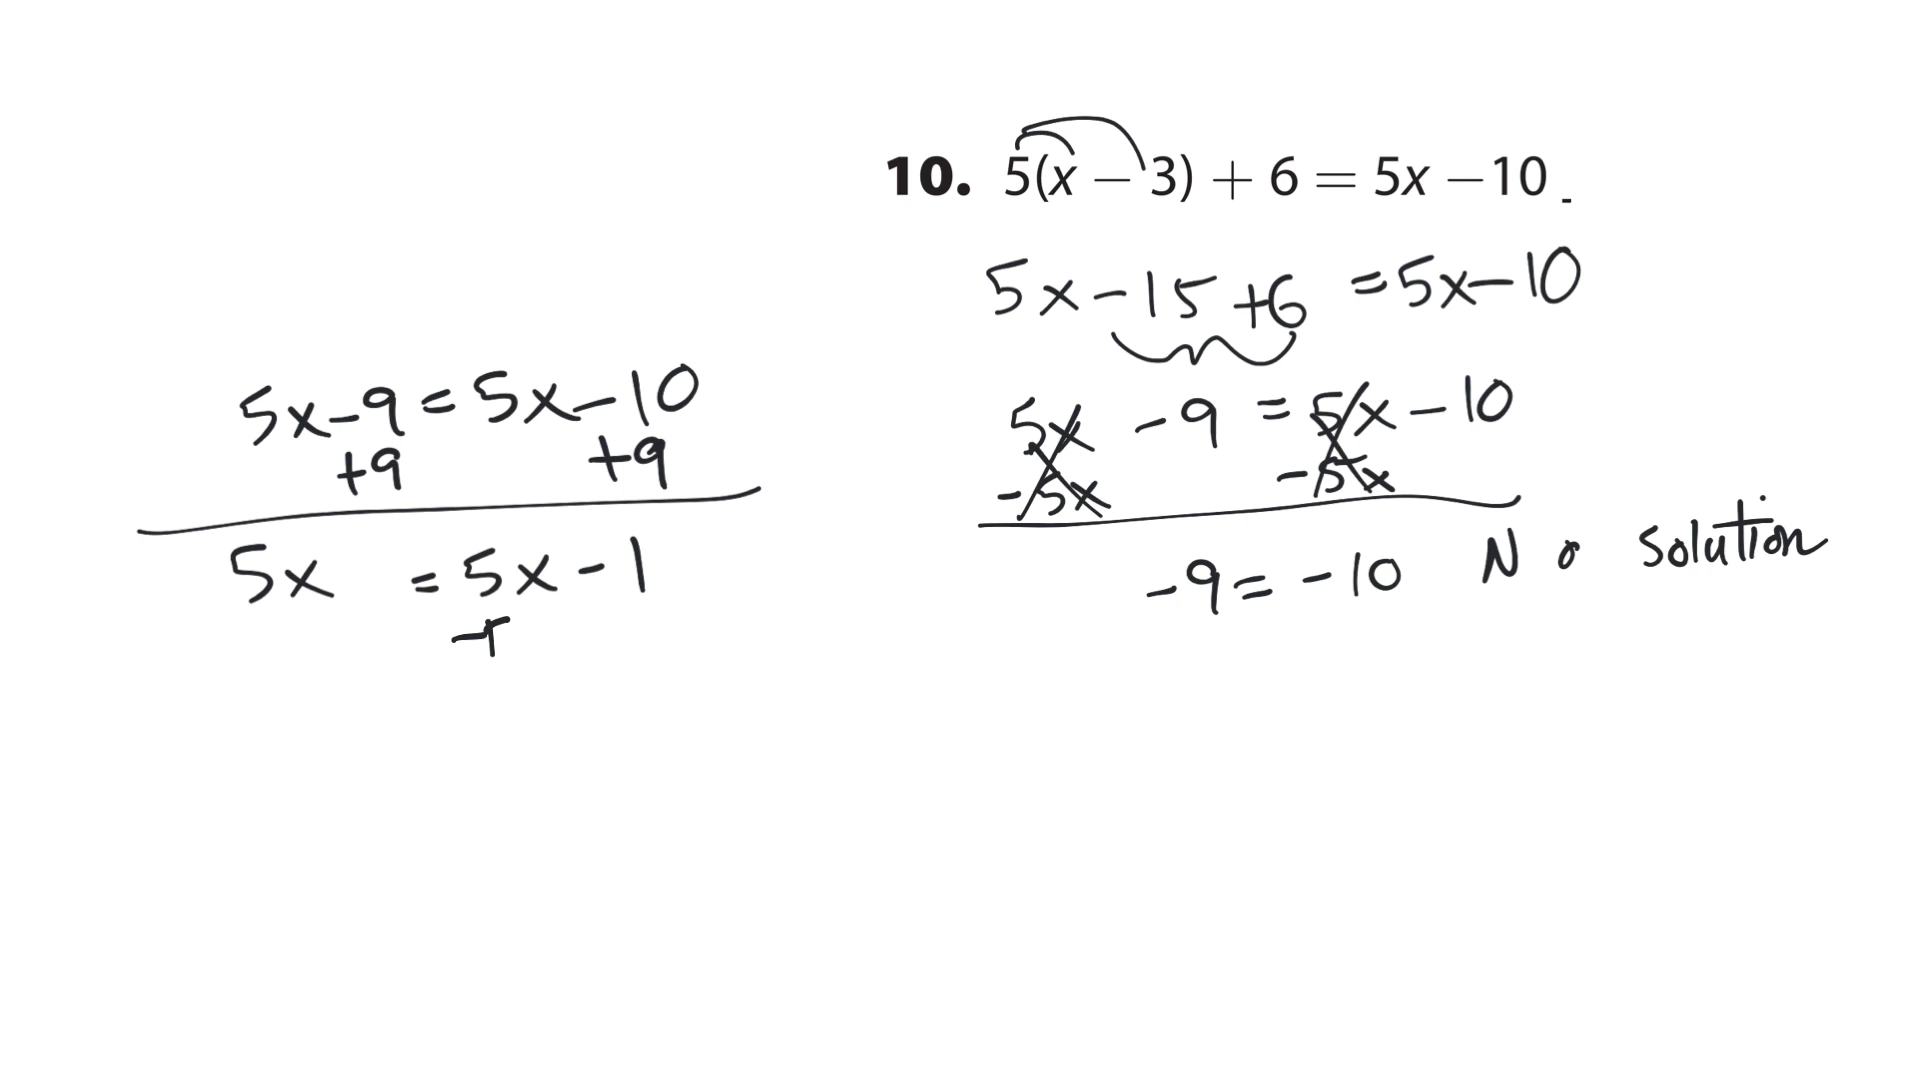 10. 5(x − 3) + 6 = 5x −10
5x -15 +6 = 5x-10
5x -9 = 5x - 10
-5x -5x
-9 = -10 No solution
5x-9 = 5x-10
+9 +9
5x = 5x - 1